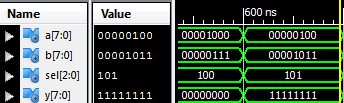 Name Value 600 ns
a[7:0] 00000100 00001000 00000100
b[7:0] 00001011 00000111 00001011
sel[2:0] 101 100 101
y[7:0] 11111111 00000000 11111111